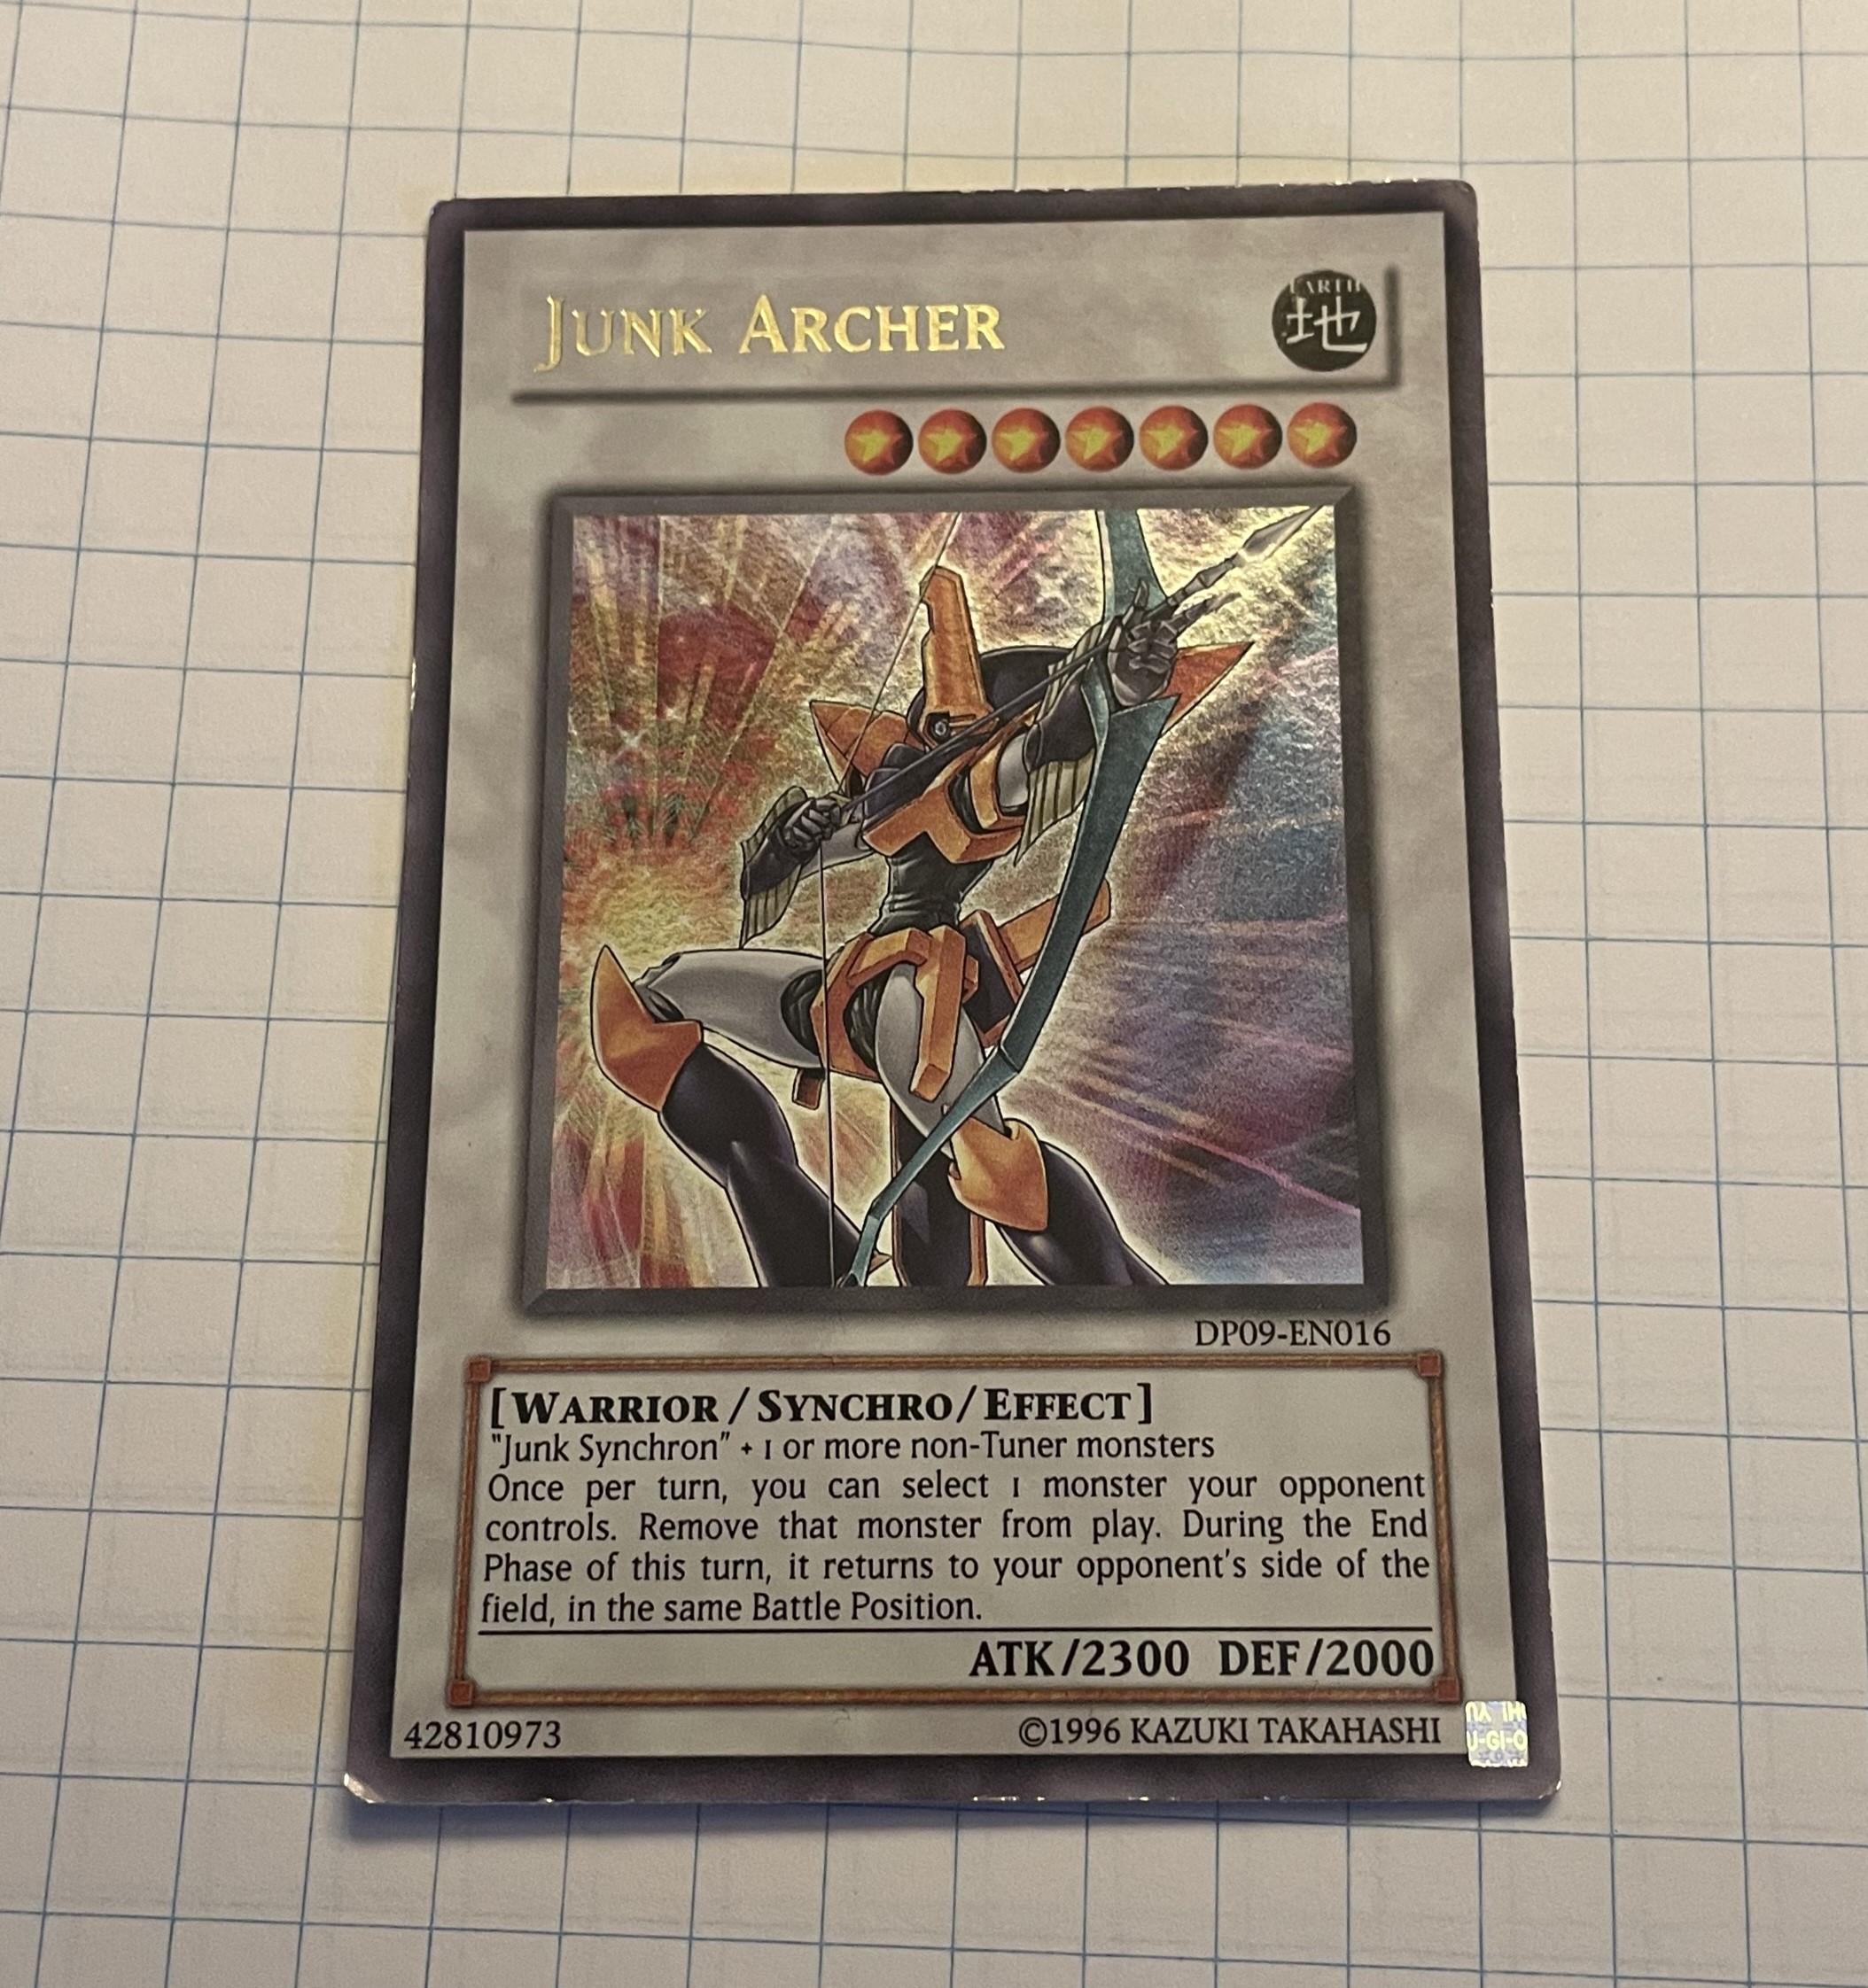 JUNK ARCHER
EARTH
地
DP09-EN016
[WARRIOR/SYNCHRO/EFFECT]
"Junk Synchron" + 1 or more non-Tuner monsters
Once per turn, you can select 1 monster your opponent
controls. Remove that monster from play. During the End
Phase of this turn, it returns to your opponent's side of the
field, in the same Battle Position.
ATK/2300 DEF/2000
42810973
©1996 KAZUKI TAKAHASHI